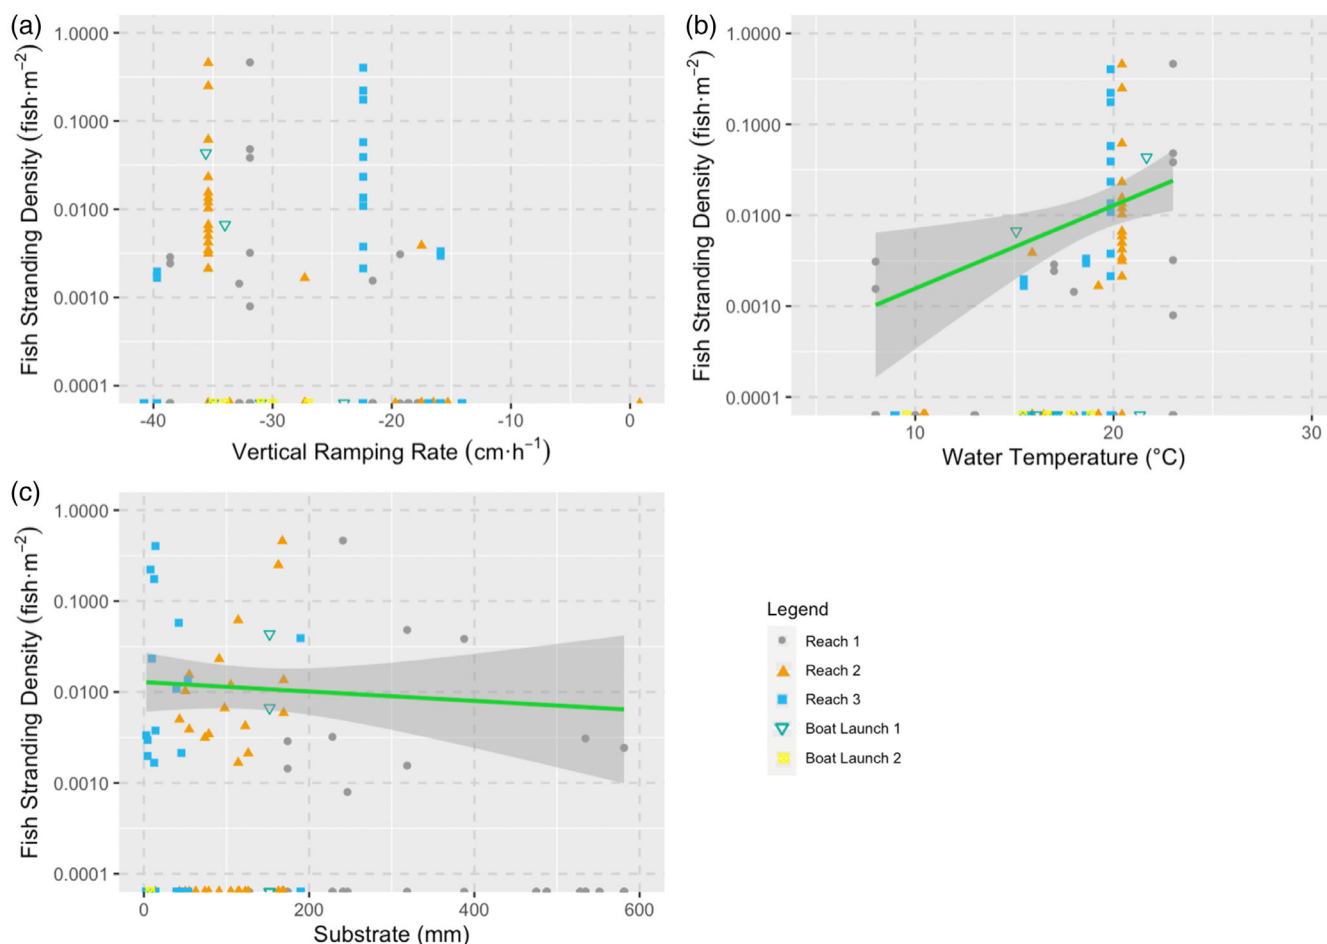 (a)
Fish Stranding Density (fish·m−2)
1.0000
0.1000
0.0100
0.0010
0.0001
-40 -30 -20 -10 0
Vertical Ramping Rate (cm·h−1)
(b)
Fish Stranding Density (fish·m−2)
1.0000
0.1000
0.0100
0.0010
0.0001
10 20 30
Water Temperature (°C)
(c)
Fish Stranding Density (fish·m−2)
1.0000
0.1000
0.0100
0.0010
0.0001
0 200 400 600
Substrate (mm)
Legend
Reach 1
Reach 2
Reach 3
Boat Launch 1
Boat Launch 2